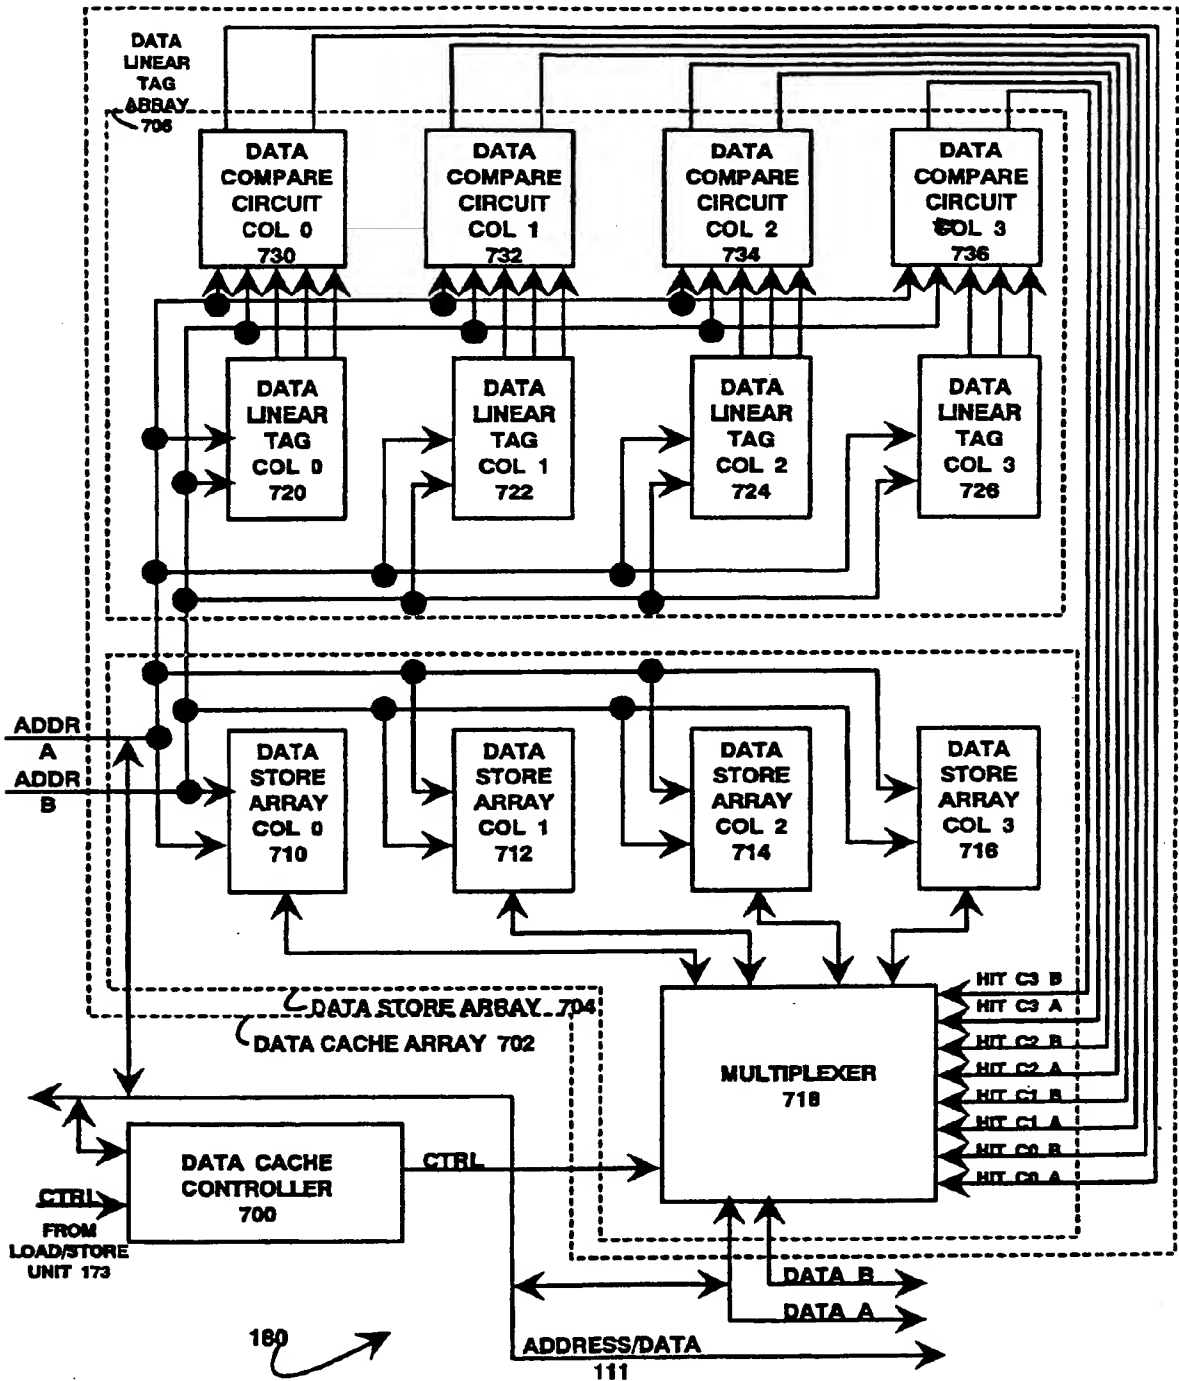 DATA
LINEAR
TAG
ARRAY
706
DATA
COMPARE
CIRCUIT
COL 0
730
DATA
COMPARE
CIRCUIT
COL 1
732
DATA
COMPARE
CIRCUIT
COL 2
734
DATA
COMPARE
CIRCUIT
COL 3
736
DATA
LINEAR
TAG
COL 0
720
DATA
LINEAR
TAG
COL 1
722
DATA
LINEAR
TAG
COL 2
724
DATA
LINEAR
TAG
COL 3
726
ADDR
A
ADDR
B
DATA
STORE
ARRAY
COL 0
710
DATA
STORE
ARRAY
COL 1
712
DATA
STORE
ARRAY
COL 2
714
DATA
STORE
ARRAY
COL 3
716
DATA STORE ARRAY 704
DATA CACHE ARRAY 702
MULTIPLEXER
718
HIT C3 B
HIT C3 A
HIT C2 B
HIT C2 A
HIT C1 B
HIT C1 A
HIT C0 B
HIT C0 A
DATA CACHE
CONTROLLER
700
CTRL
CTRL
FROM
LOAD/STORE
UNIT 173
DATA B
DATA A
180
ADDRESS/DATA
111